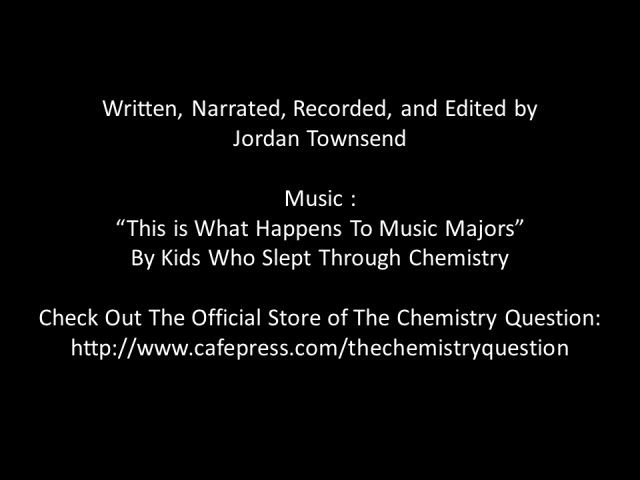 Written, Narrated, Recorded, and Edited by
Jordan Townsend
Music :
“This is What Happens To Music Majors”
By Kids Who Slept Through Chemistry
Check Out The Official Store of The Chemistry Question:
http://www.cafepress.com/thechemistryquestion